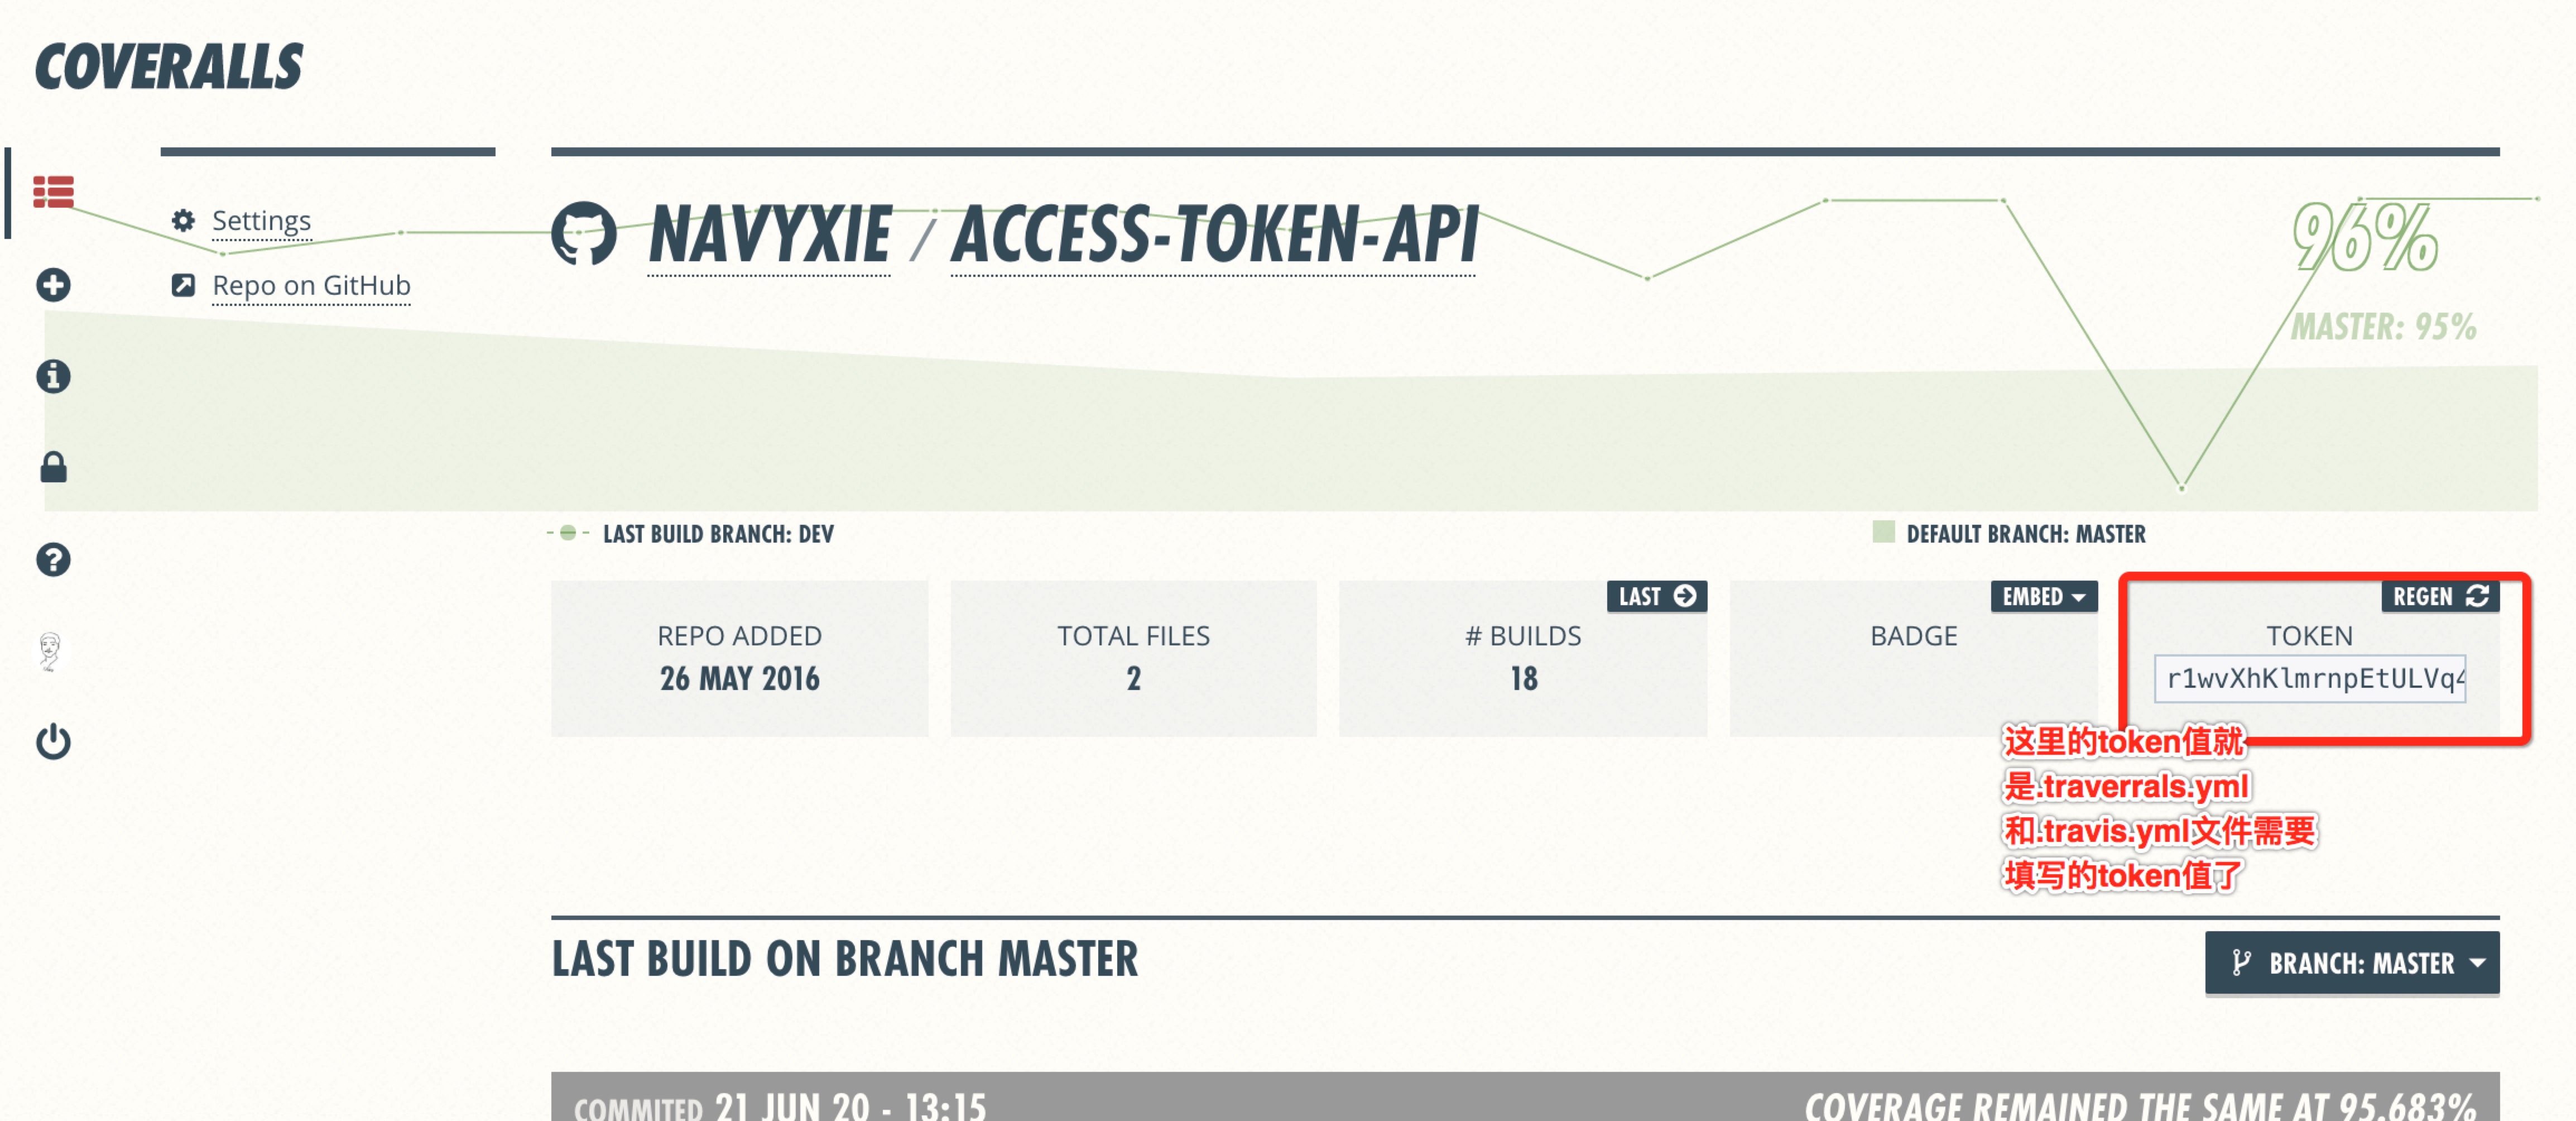 COVERALLS
Settings
Repo on GitHub
NAVYXIE / ACCESS-TOKEN-API
96%
MASTER: 95%
LAST BUILD BRANCH: DEV
DEFAULT BRANCH: MASTER
REPO ADDED
26 MAY 2016
TOTAL FILES
2
LAST
# BUILDS
18
EMBED
BADGE
REGEN
TOKEN
r1wvXhKlmrnpEtULVq4
这里的token值就
是.traverrals.yml
和.travis.yml文件需要
填写的token值了
LAST BUILD ON BRANCH MASTER
BRANCH: MASTER
COMMITED 21 JUN 20 - 13:15
COVERAGE REMAINED THE SAME AT 95.683%